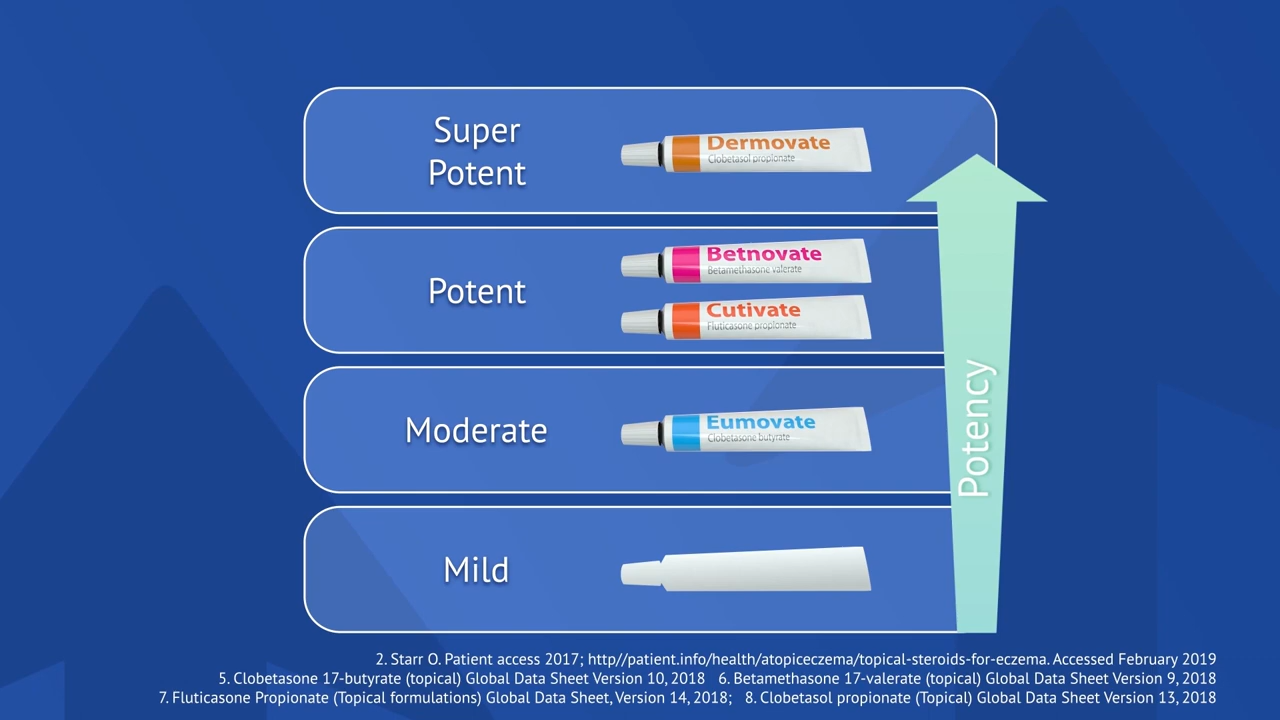 Super
Potent
Dermovate
Clobetasol propionate
Potent
Betnovate
Betamethasone valerate
Cutivate
Fluticasone propionate
Moderate
Eumovate
Clobetasone butyrate
Mild
Potency
2. Starr O. Patient access 2017; http//patient.info/health/atopiceczema/topical-steroids-for-eczema. Accessed February 2019
5. Clobetasone 17-butyrate (topical) Global Data Sheet Version 10, 2018 6. Betamethasone 17-valerate (topical) Global Data Sheet Version 9, 2018
7. Fluticasone Propionate (Topical formulations) Global Data Sheet, Version 14, 2018; 8. Clobetasol propionate (Topical) Global Data Sheet Version 13, 2018